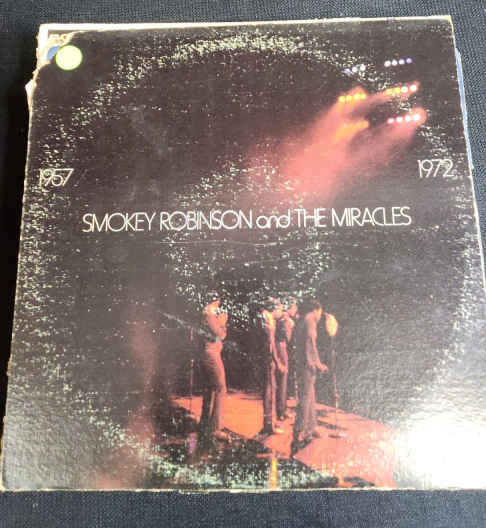 1957
1972
SMOKEY ROBINSON and THE MIRACLES